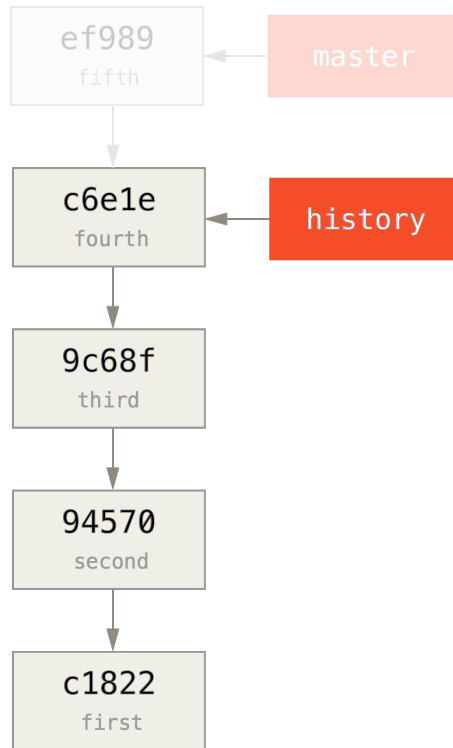 ef989
fifth
master
c6e1e
fourth
history
9c68f
third
94570
second
c1822
first